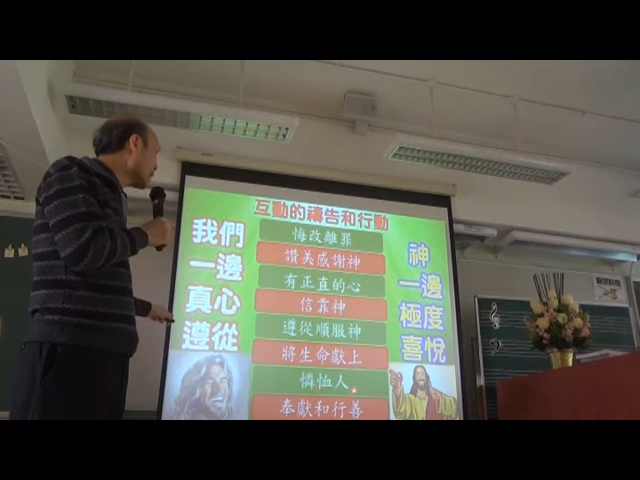 互動的禱告和行動
我們
一邊
真心
遵從
悔改離罪
讚美感謝神
有正直的心
信靠神
遵從順服神
將生命獻上
憐恤人
奉獻和行善
神
一邊
極度
喜悅